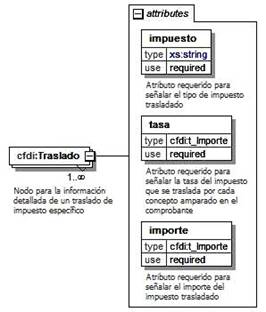 attributes
impuesto
type xs:string
use required
Atributo requerido para
señalar el tipo de impuesto
trasladado
tasa
type cfdi:t_Importe
use required
Atributo requerido para
señalar la tasa del impuesto
que se traslada por cada
concepto amparado en el
comprobante
importe
type cfdi:t_Importe
use required
Atributo requerido para
señalar el importe del
impuesto trasladado
cfdi:Traslado
1..∞
Nodo para la información
detallada de un traslado de
impuesto específico